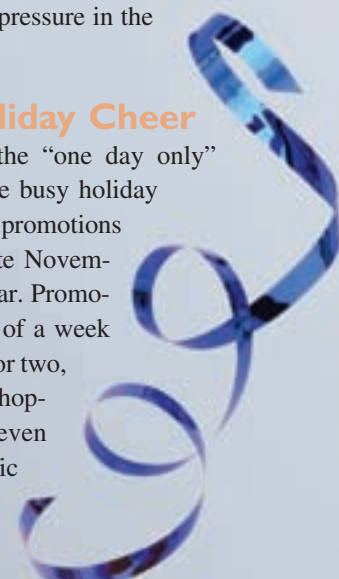 pressure in the
liday Cheer
the “one day only”
e busy holiday
promotions
te Novem-
ar. Promo-
of a week
or two,
hop-
even
ic